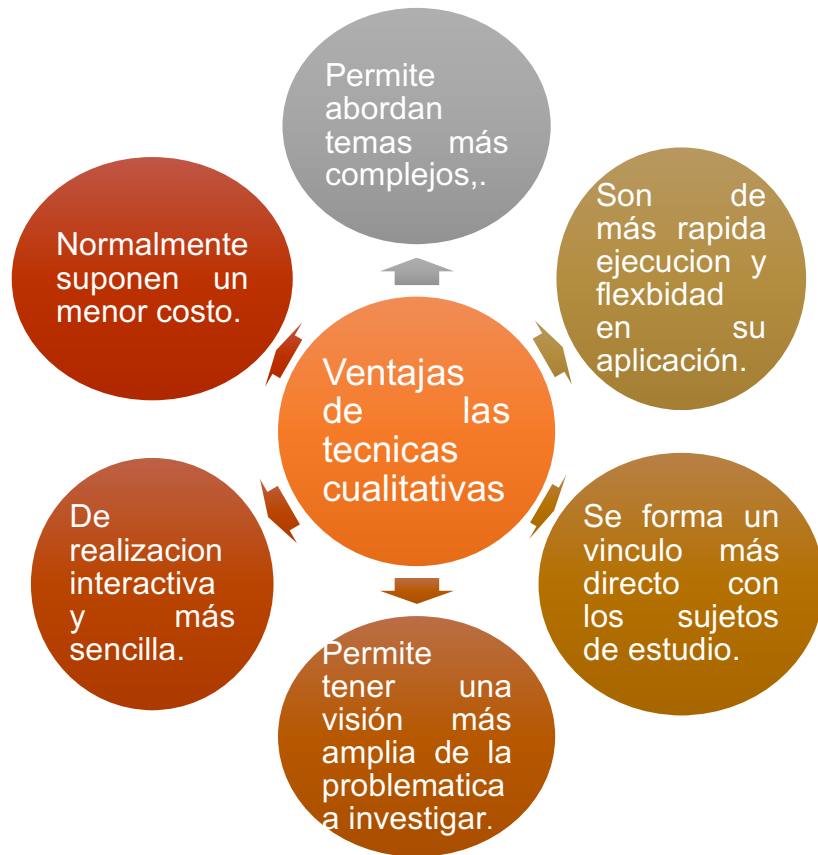 Permite
abordan
temas más
complejos,.
Son de
más rapida
ejecucion y
flexbidad
en su
aplicación.
Se forma un
vinculo más
directo con
los sujetos
de estudio.
Permite
tener una
visión más
amplia de la
problematica
a investigar.
De
realizacion
interactiva
y más
sencilla.
Normalmente
suponen un
menor costo.
Ventajas
de las
tecnicas
cualitativas